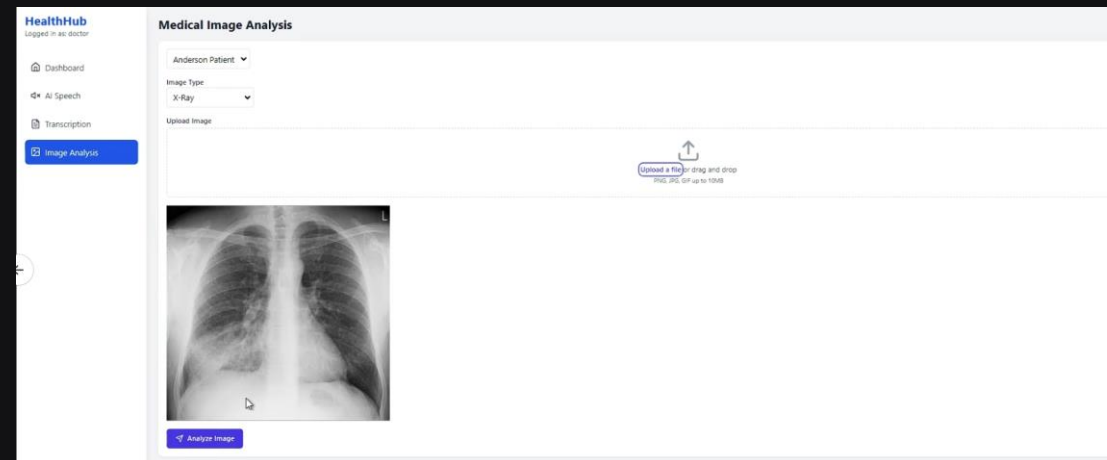 HealthHub
Logged in as: doctor
Dashboard
AI Speech
Transcription
Image Analysis
Medical Image Analysis
Anderson Patient
Image Type
X-Ray
Upload Image
Upload a file or drag and drop
PNG, JPG, GIF up to 10MB
L
Analyze Image